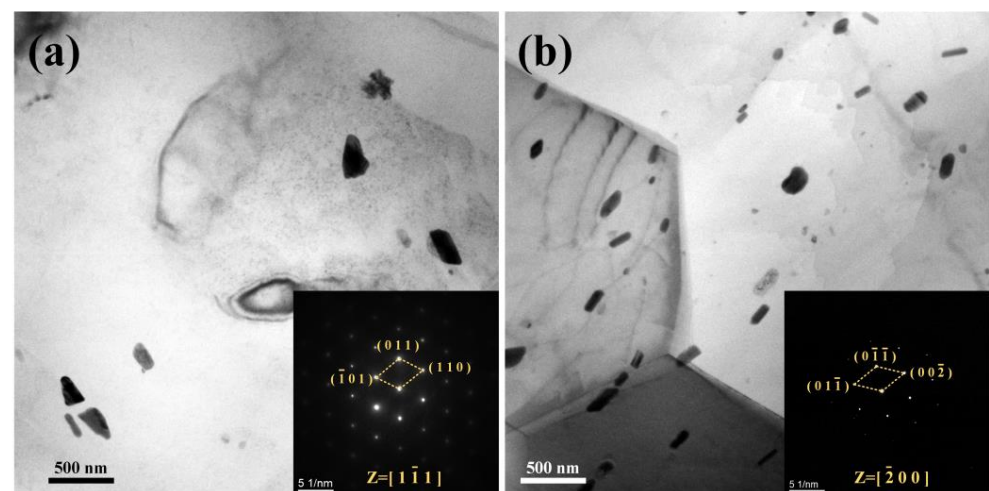 (a)
(0 1 1)
(1̄ 0 1)
(1 1 0)
500 nm
5 1/nm
Z=[ 1 1̄ 1 ]
(b)
(0 1̄ 1̄)
(0 1 1̄)
(0 0 2̄)
500 nm
5 1/nm
Z=[ 2̄ 0 0 ]